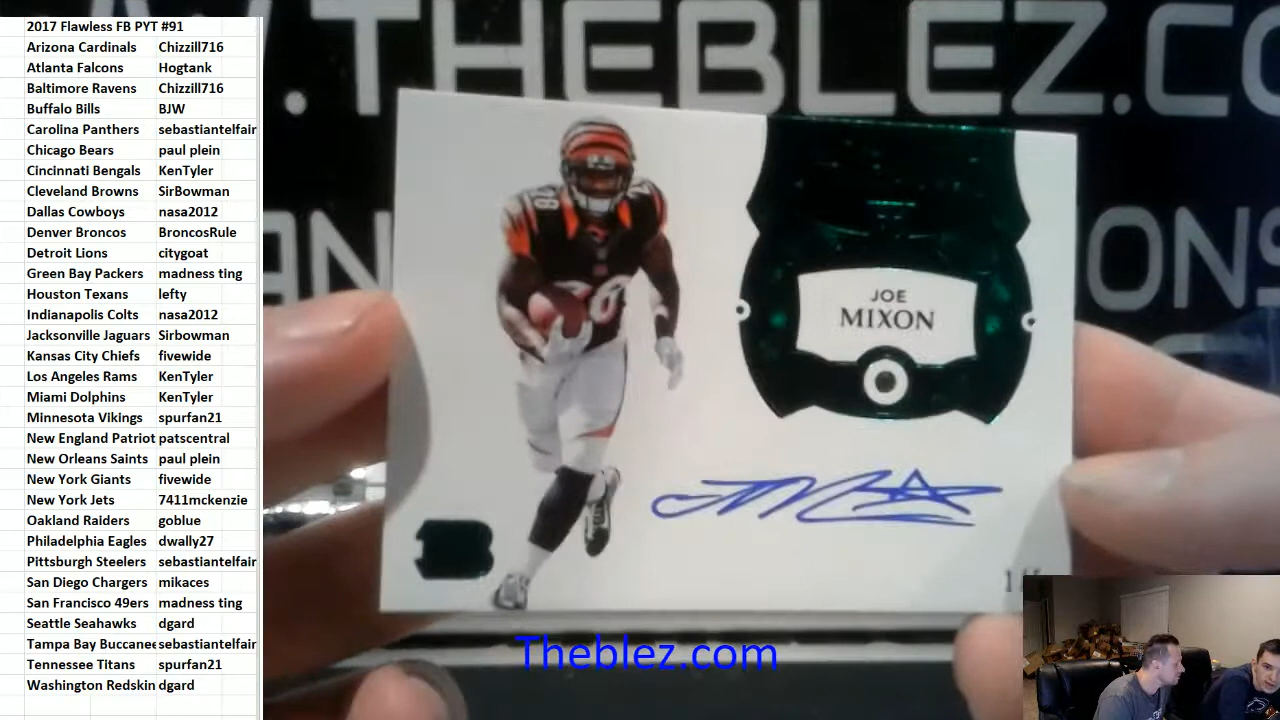 2017 Flawless FB PYT #91
Arizona Cardinals Chizzill716
Atlanta Falcons Hogtank
Baltimore Ravens Chizzill716
Buffalo Bills BJW
Carolina Panthers sebastiantelfair
Chicago Bears paul plein
Cincinnati Bengals KenTyler
Cleveland Browns SirBowman
Dallas Cowboys nasa2012
Denver Broncos BroncosRule
Detroit Lions citygoat
Green Bay Packers madness ting
Houston Texans lefty
Indianapolis Colts nasa2012
Jacksonville Jaguars Sirbowman
Kansas City Chiefs fivewide
Los Angeles Rams KenTyler
Miami Dolphins KenTyler
Minnesota Vikings spurfan21
New England Patriot patscentral
New Orleans Saints paul plein
New York Giants fivewide
New York Jets 7411mckenzie
Oakland Raiders goblue
Philadelphia Eagles dwally27
Pittsburgh Steelers sebastiantelfair
San Diego Chargers mikaces
San Francisco 49ers madness ting
Seattle Seahawks dgard
Tampa Bay Buccanee sebastiantelfair
Tennessee Titans spurfan21
Washington Redskin dgard
.THEBLEZ.CO
28
JOE
MIXON
Theblez.com